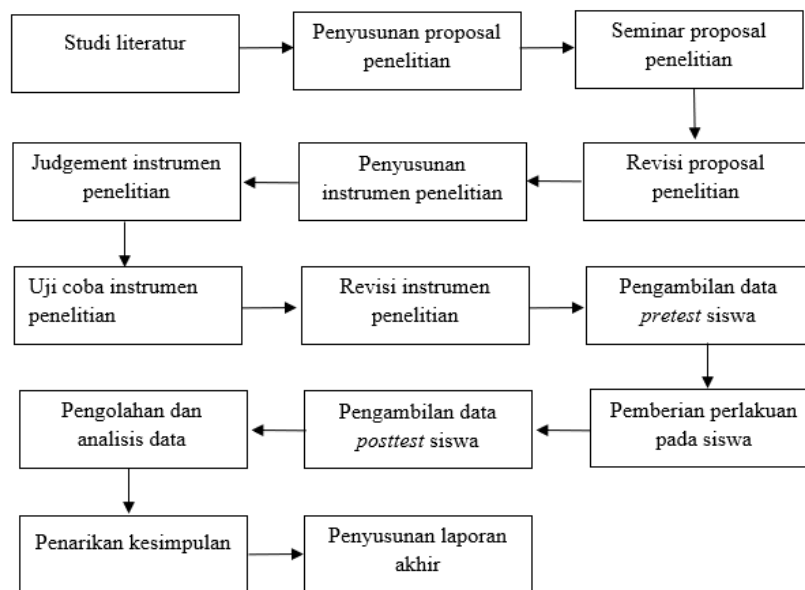 Studi literatur
Penyusunan proposal
penelitian
Seminar proposal
penelitian
Revisi proposal
penelitian
Penyusunan
instrumen penelitian
Judgement instrumen
penelitian
Uji coba instrumen
penelitian
Revisi instrumen
penelitian
Pengambilan data
pretest siswa
Pemberian perlakuan
pada siswa
Pengambilan data
posttest siswa
Pengolahan dan
analisis data
Penarikan kesimpulan
Penyusunan laporan
akhir